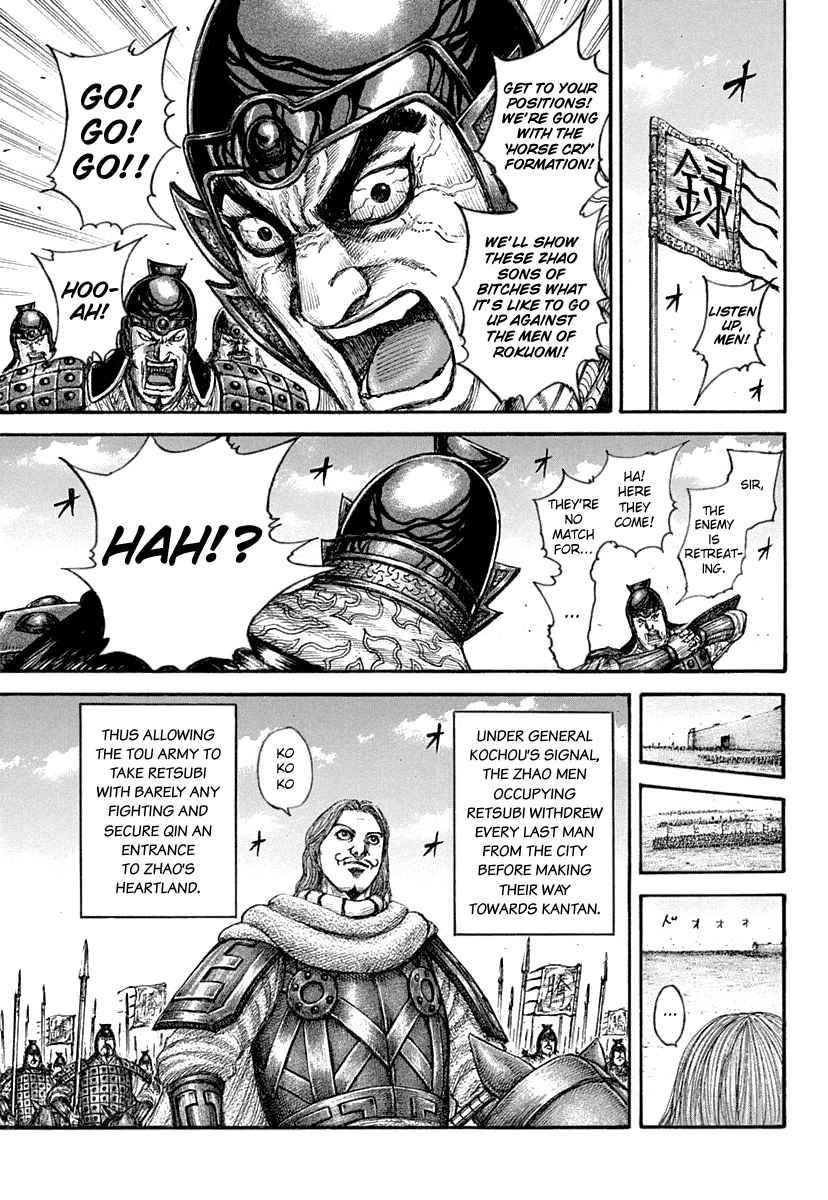 録
LISTEN
UP,
MEN!
GET TO YOUR
POSITIONS!
WE'RE GOING
WITH THE
'HORSE CRY'
FORMATION!
WE'LL SHOW
THESE ZHAO
SONS OF
BITCHES WHAT
IT'S LIKE TO GO
UP AGAINST
THE MEN OF
ROKUOMI!
GO!
GO!
GO!!
HOO-
AH!
SIR,
THE
ENEMY
IS
RETREAT-
ING.
HA!
HERE
THEY
COME!
THEY'RE
NO
MATCH
FOR...
...
HAH!?
オオオ
...
UNDER GENERAL
KOCHOU'S SIGNAL,
THE ZHAO MEN
OCCUPYING
RETSUBI WITHDREW
EVERY LAST MAN
FROM THE CITY
BEFORE MAKING
THEIR WAY
TOWARDS KANTAN.
KO
KO
KO
THUS ALLOWING
THE TOU ARMY TO
TAKE RETSUBI
WITH BARELY ANY
FIGHTING AND
SECURE QIN AN
ENTRANCE
TO ZHAO'S
HEARTLAND.